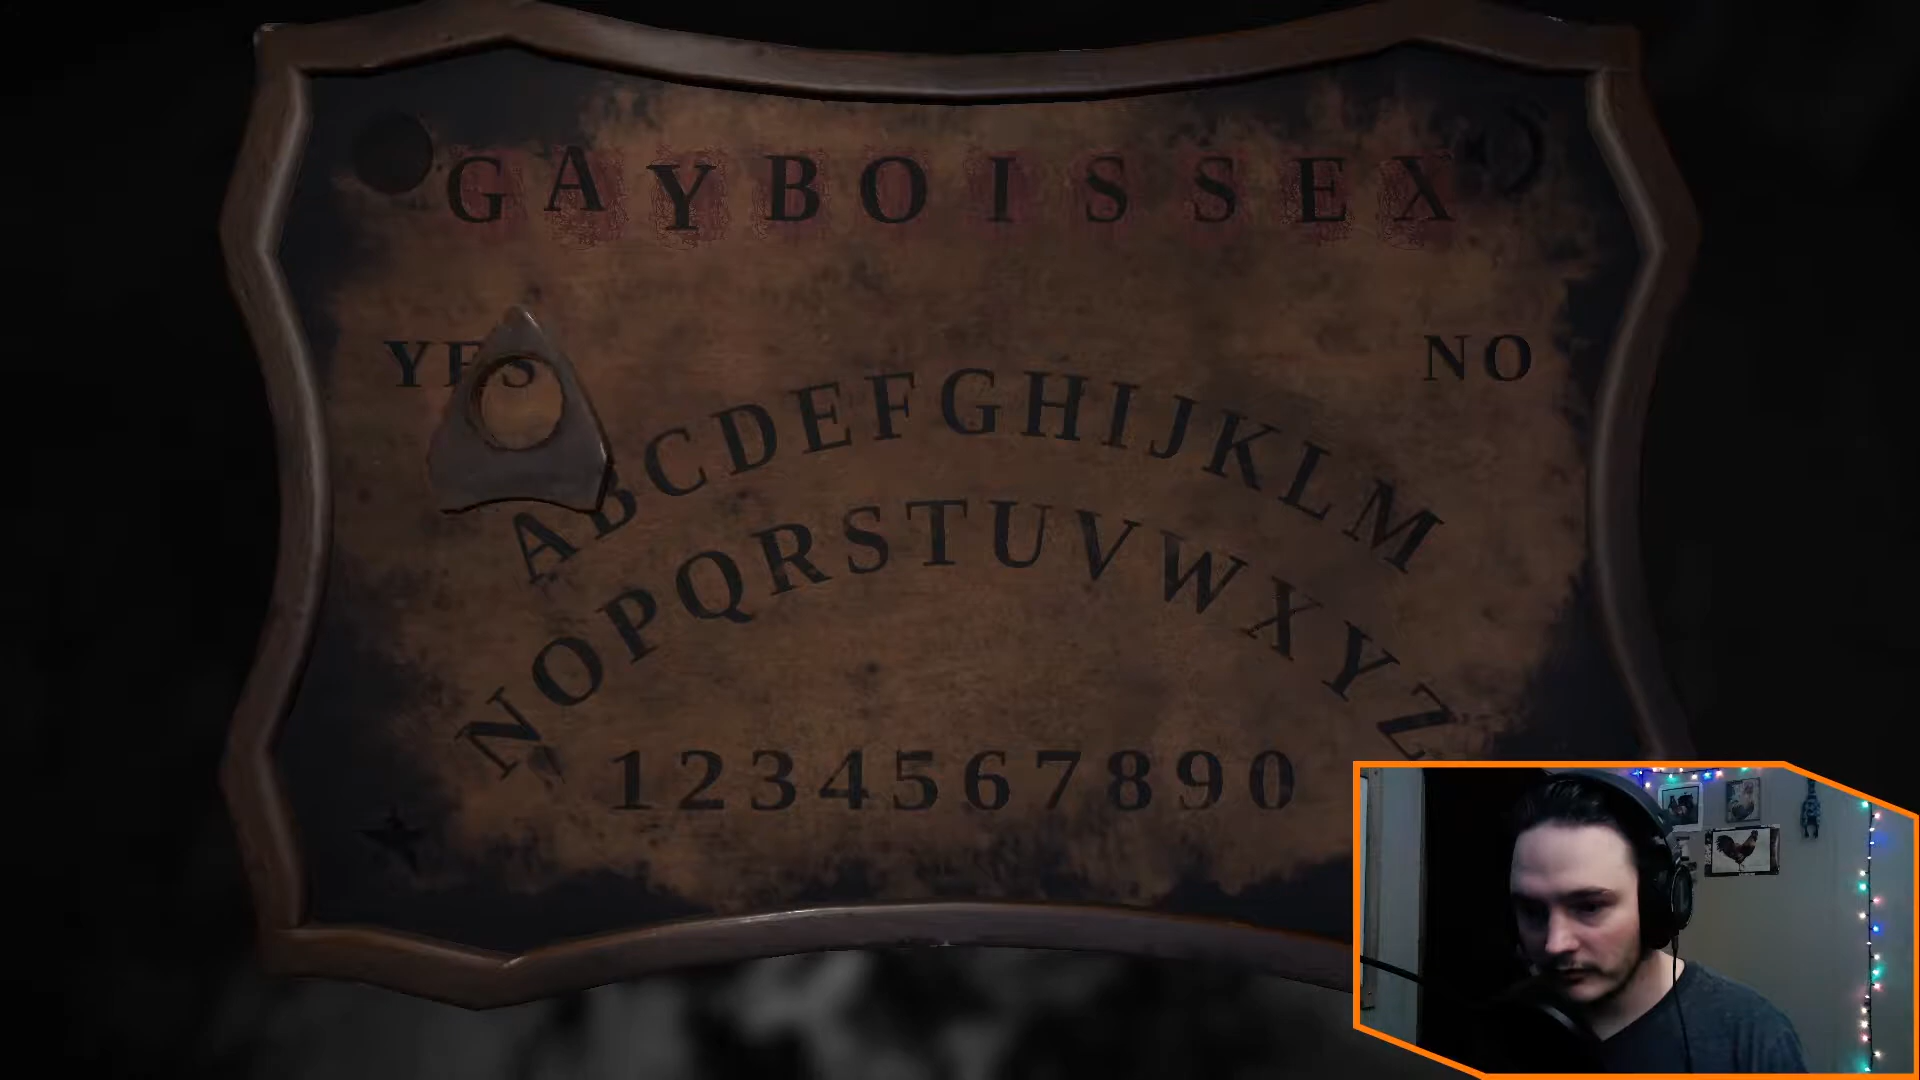 GAYBOISSEX
YES NO
ABCDEFGHIJKLM
NOPQRSTUVWXYZ
1234567890